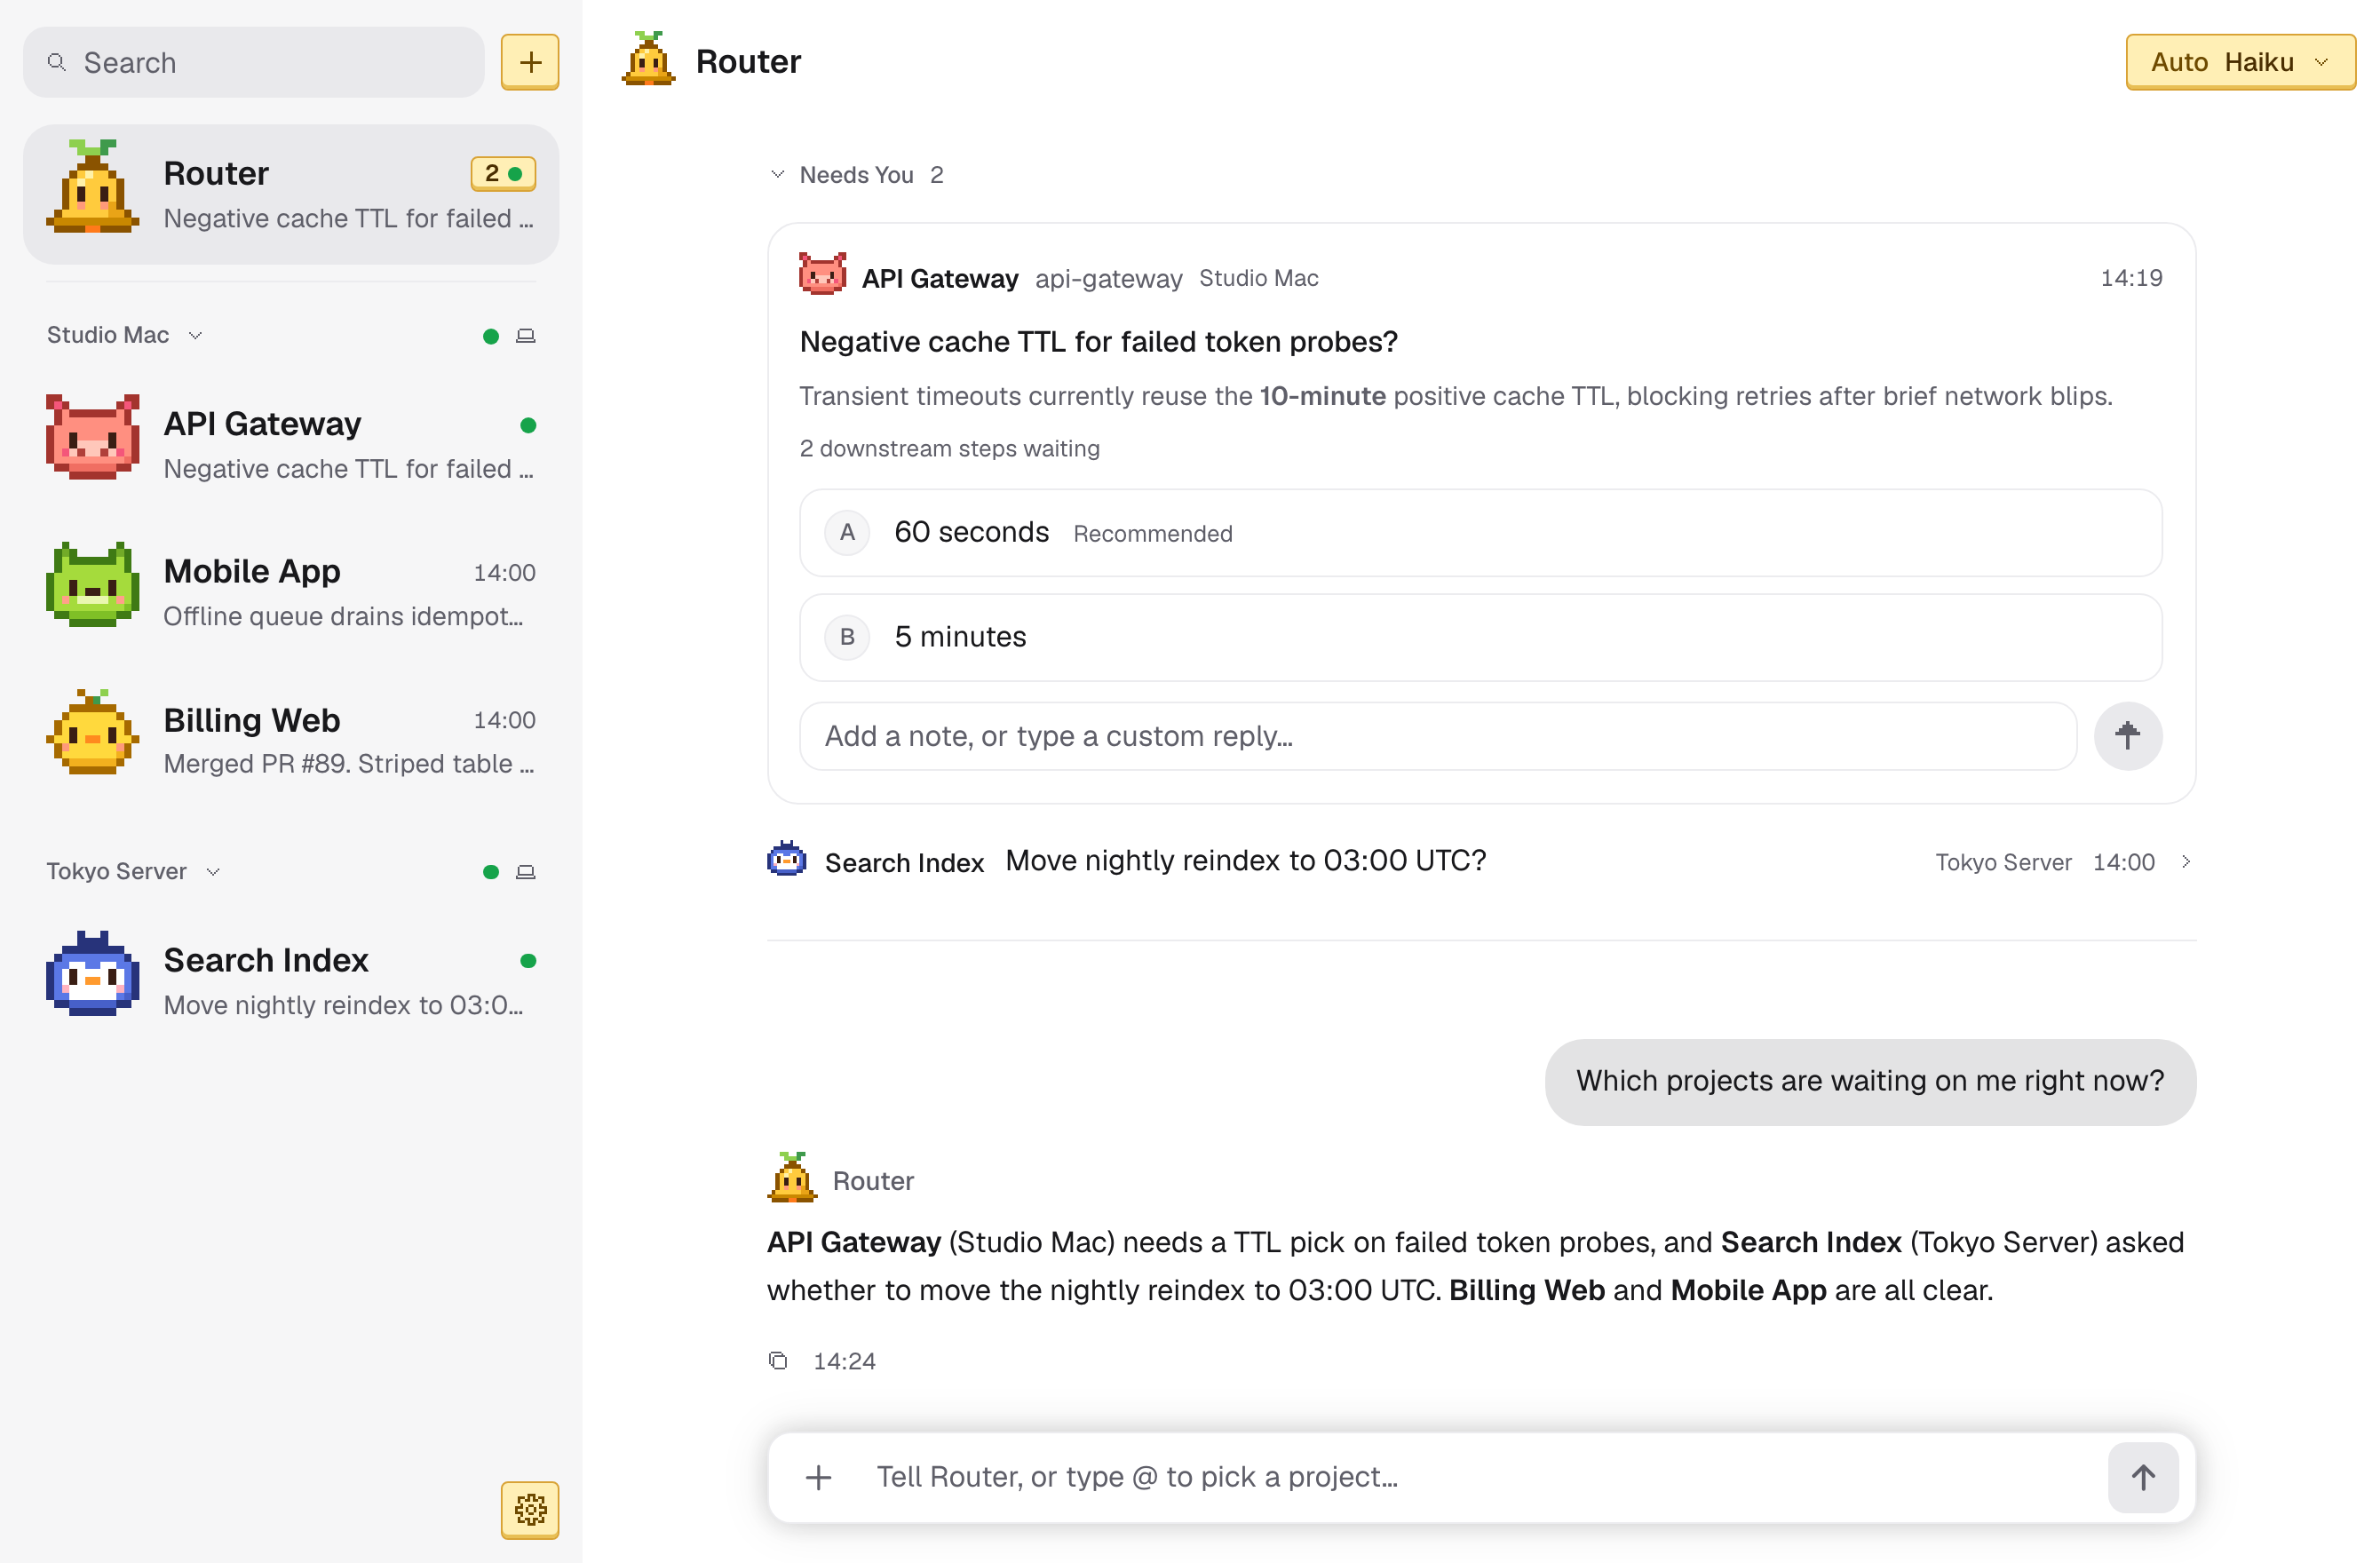 Search
Router
2
Negative cache TTL for failed ...
Studio Mac
API Gateway
Negative cache TTL for failed ...
Mobile App
14:00
Offline queue drains idempot...
Billing Web
14:00
Merged PR #89. Striped table ...
Tokyo Server
Search Index
Move nightly reindex to 03:0...
Router
Auto Haiku
Needs You 2
API Gateway api-gateway Studio Mac
14:19
Negative cache TTL for failed token probes?
Transient timeouts currently reuse the 10-minute positive cache TTL, blocking retries after brief network blips.
2 downstream steps waiting
A 60 seconds Recommended
B 5 minutes
Add a note, or type a custom reply...
Search Index Move nightly reindex to 03:00 UTC?
Tokyo Server 14:00
Which projects are waiting on me right now?
Router
API Gateway (Studio Mac) needs a TTL pick on failed token probes, and Search Index (Tokyo Server) asked
whether to move the nightly reindex to 03:00 UTC. Billing Web and Mobile App are all clear.
14:24
Tell Router, or type @ to pick a project...